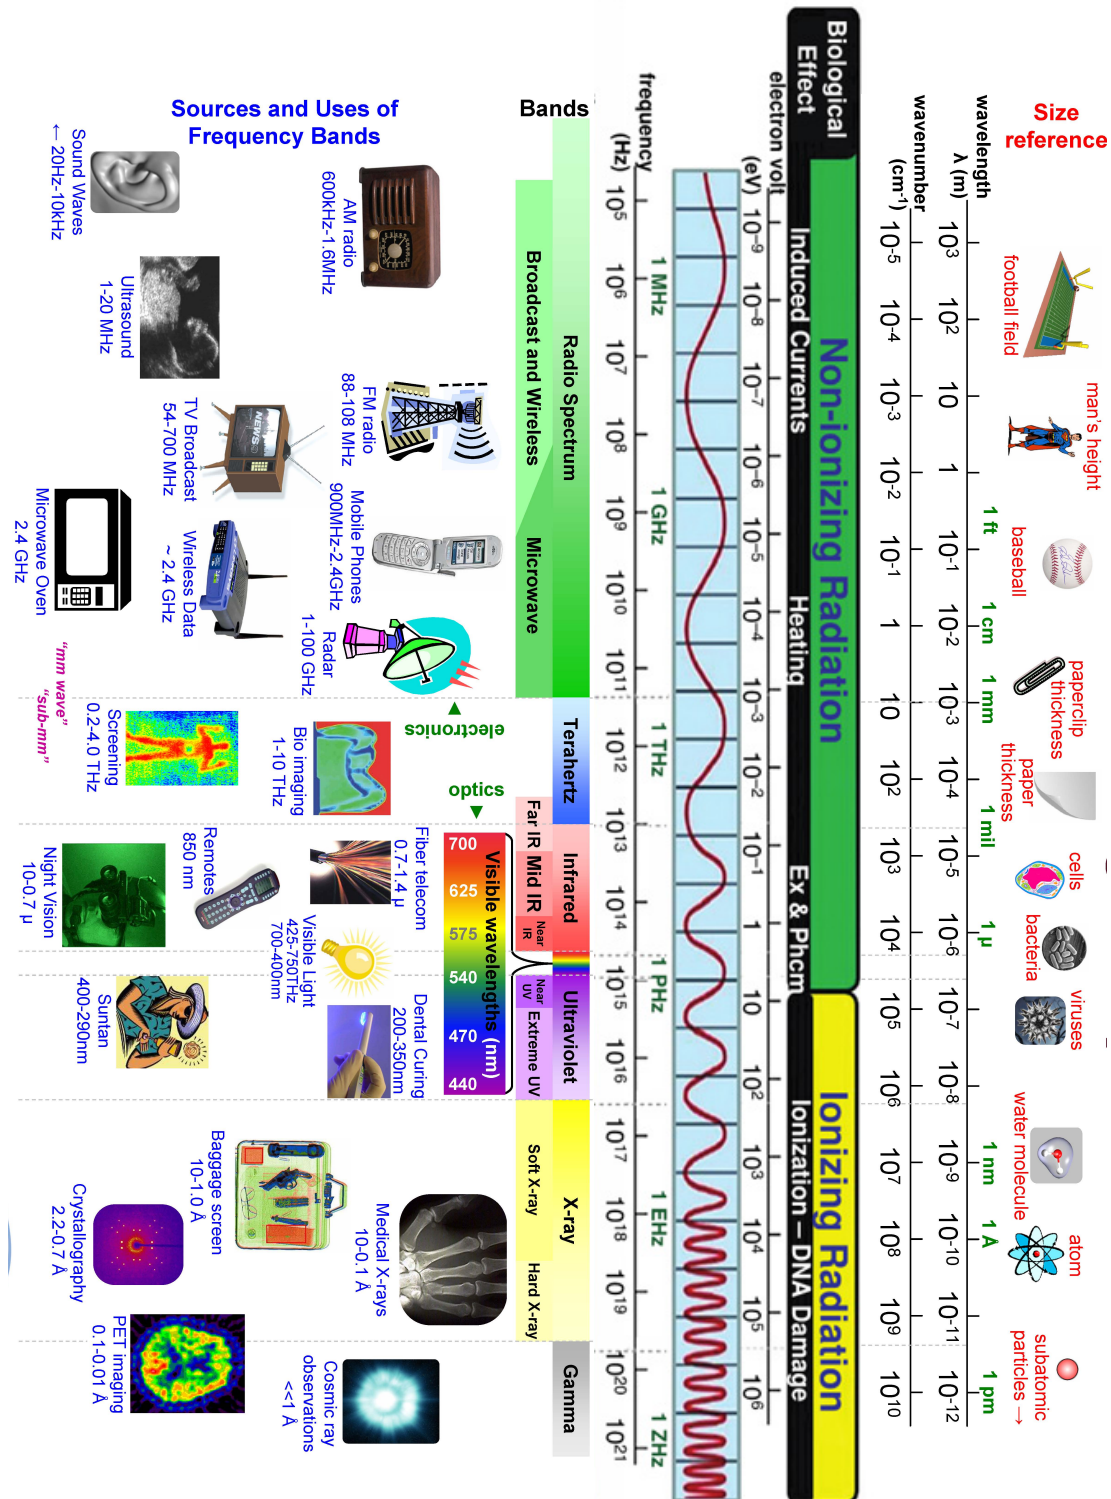 Size
reference
football field
man's height
baseball
paperclip
thickness
paper
thickness
cells
bacteria
viruses
water molecule
atom
subatomic
particles →
wavelength
λ (m)
1 ft
1 cm
1 mm
1 mil
1 µ
1 nm
1 Å
1 pm
10³ 10² 10 1 10⁻¹ 10⁻² 10⁻³ 10⁻⁴ 10⁻⁵ 10⁻⁶ 10⁻⁷ 10⁻⁸ 10⁻⁹ 10⁻¹⁰ 10⁻¹¹ 10⁻¹²
wavenumber
(cm⁻¹)
10⁻⁵ 10⁻⁴ 10⁻³ 10⁻² 10⁻¹ 1 10 10² 10³ 10⁴ 10⁵ 10⁶ 10⁷ 10⁸ 10⁹ 10¹⁰
Biological
Effect
Non-ionizing Radiation
Ionizing Radiation
Induced Currents
Heating
Ex & Phcm
Ionization – DNA Damage
electron volt
(eV)
10⁻⁹ 10⁻⁸ 10⁻⁷ 10⁻⁶ 10⁻⁵ 10⁻⁴ 10⁻³ 10⁻² 10⁻¹ 1 10 10² 10³ 10⁴ 10⁵ 10⁶
frequency
(Hz)
1 MHz
1 GHz
1 THz
1 PHz
1 EHz
1 ZHz
10⁵ 10⁶ 10⁷ 10⁸ 10⁹ 10¹⁰ 10¹¹ 10¹² 10¹³ 10¹⁴ 10¹⁵ 10¹⁶ 10¹⁷ 10¹⁸ 10¹⁹ 10²⁰ 10²¹
Bands
Radio Spectrum
Terahertz
Infrared
Ultraviolet
X-ray
Gamma
Broadcast and Wireless
Microwave
Far IR
Mid IR
Near
IR
Near
UV
Extreme UV
Soft X-ray
Hard X-ray
electronics
optics
Visible wavelengths (nm)
700
625
575
540
470
440
Sources and Uses of
Frequency Bands
AM radio
600kHz-1.6MHz
FM radio
88-108 MHz
Mobile Phones
900MHz-2.4GHz
Radar
1-100 GHz
Bio imaging
1-10 THz
Fiber telecom
0.7-1.4 µ
Visible Light
425-750THz
700-400nm
Dental Curing
200-350nm
Medical X-rays
10-0.1 Å
Cosmic ray
observations
<<1 Å
Sound Waves
← 20Hz-10kHz
Ultrasound
1-20 MHz
TV Broadcast
54-700 MHz
NEWS
Wireless Data
~ 2.4 GHz
Microwave Oven
2.4 GHz
"mm wave"
"sub-mm"
Screening
0.2-4.0 THz
Remotes
850 nm
Night Vision
10-0.7 µ
Suntan
400-290nm
Baggage screen
10-1.0 Å
Crystallography
2.2-0.7 Å
PET imaging
0.1-0.01 Å